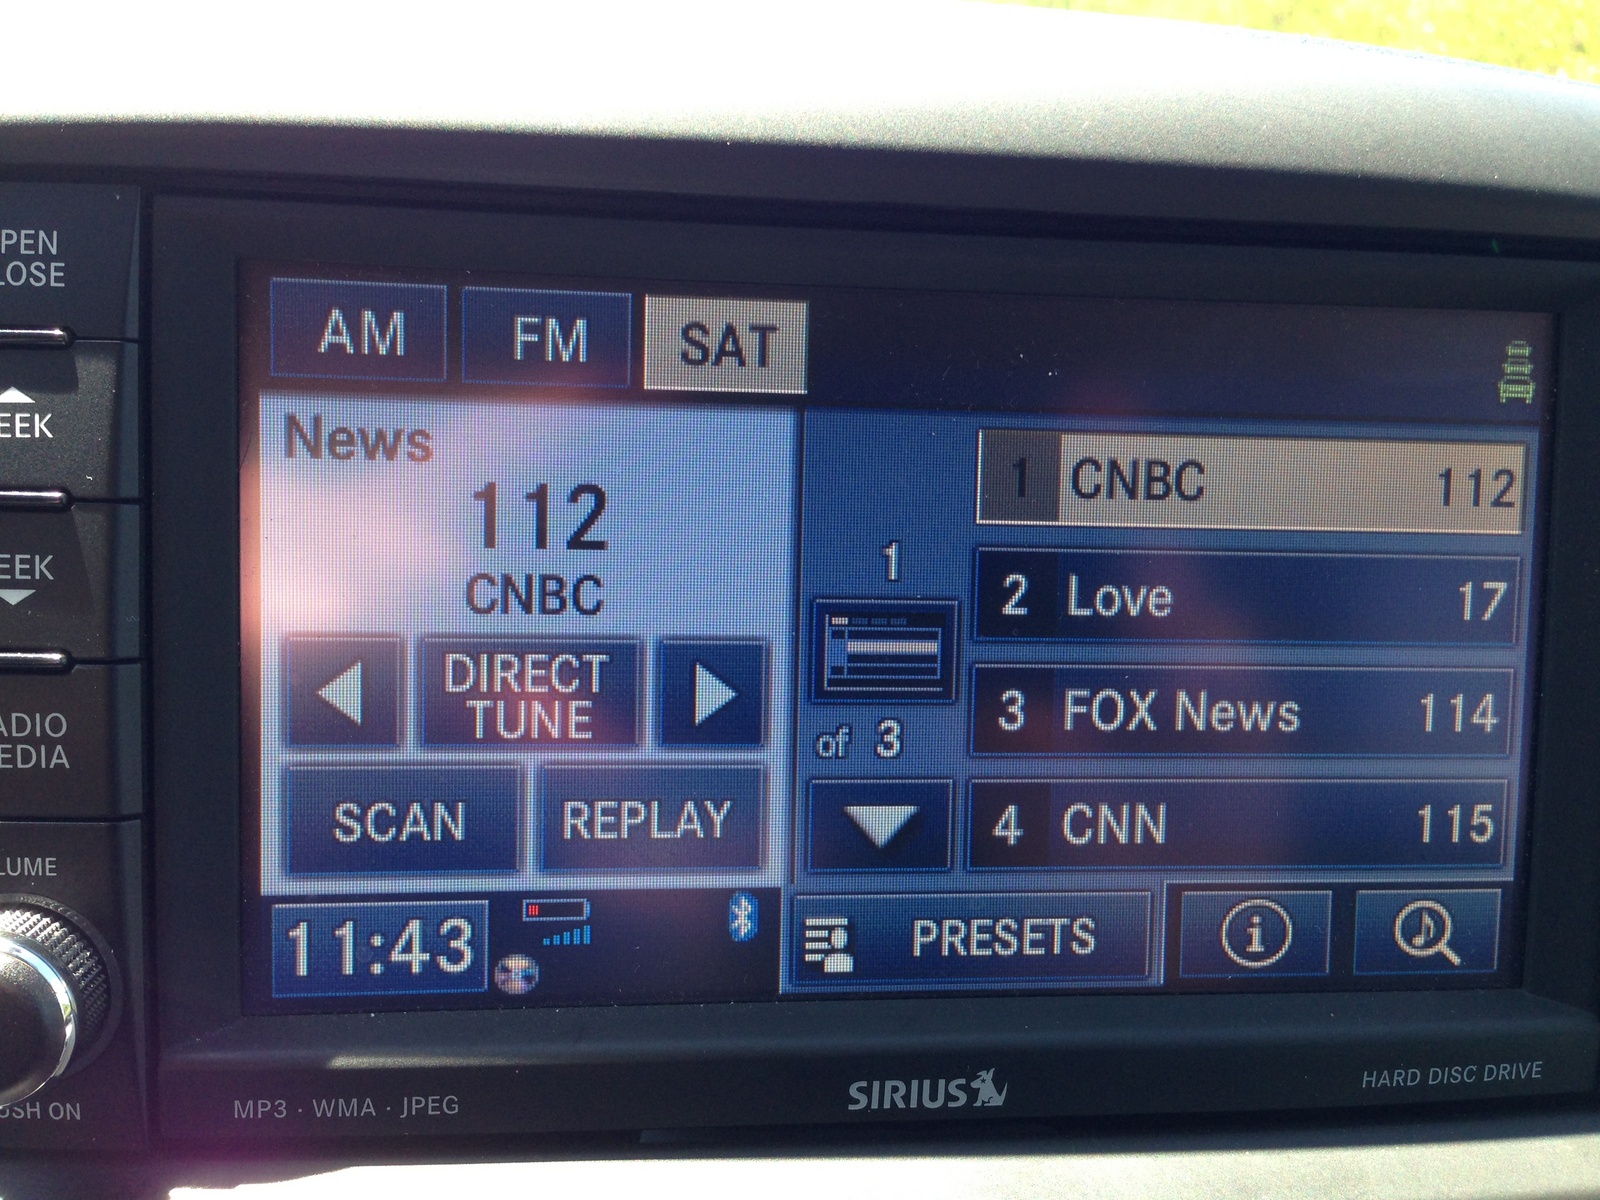 PEN
LOSE
EEK
EEK
ADIO
EDIA
LUME
USH ON
AM FM SAT
News
112
CNBC
DIRECT
TUNE
SCAN REPLAY
1
of 3
1 CNBC 112
2 Love 17
3 FOX News 114
4 CNN 115
11:43
PRESETS
i
MP3 · WMA · JPEG
SIRIUS
HARD DISC DRIVE